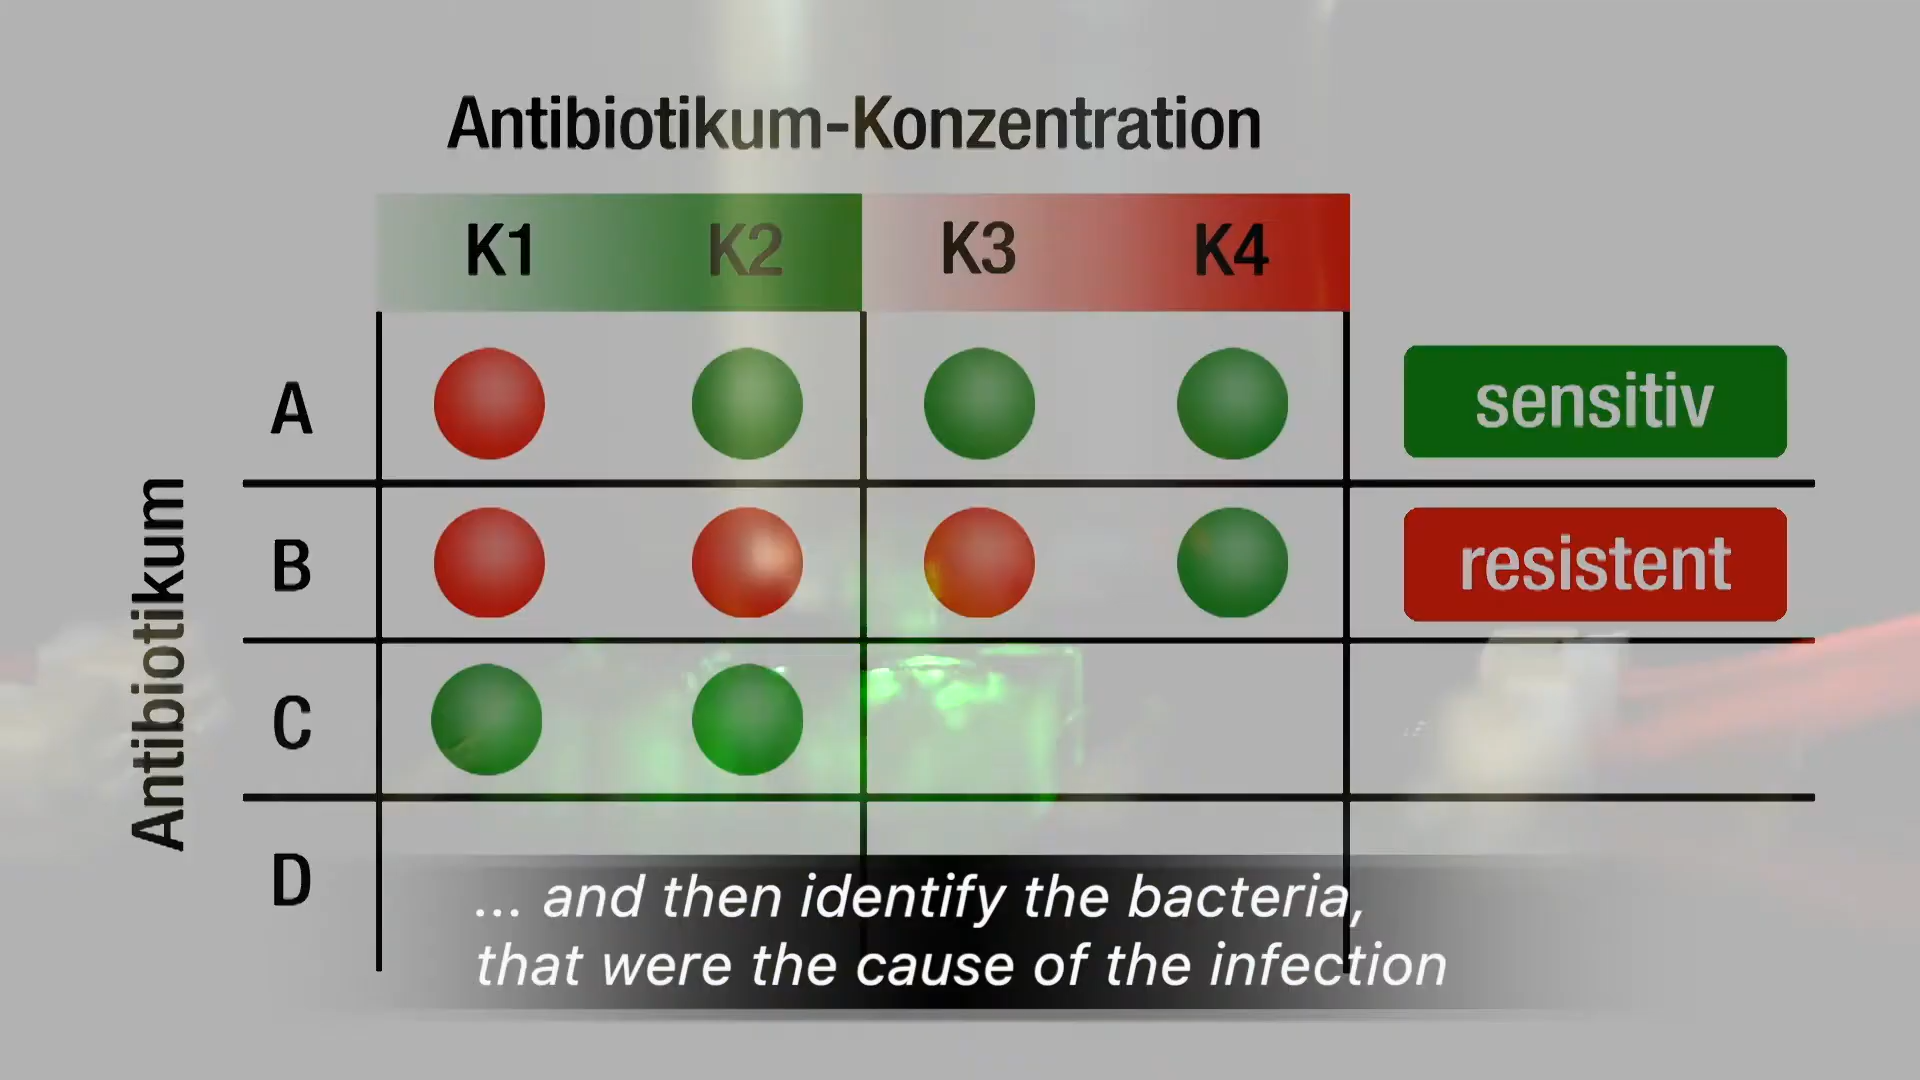 Antibiotikum-Konzentration
K1 K2 K3 K4
Antibiotikum
A sensitiv
B resistent
C
D
... and then identify the bacteria,
that were the cause of the infection